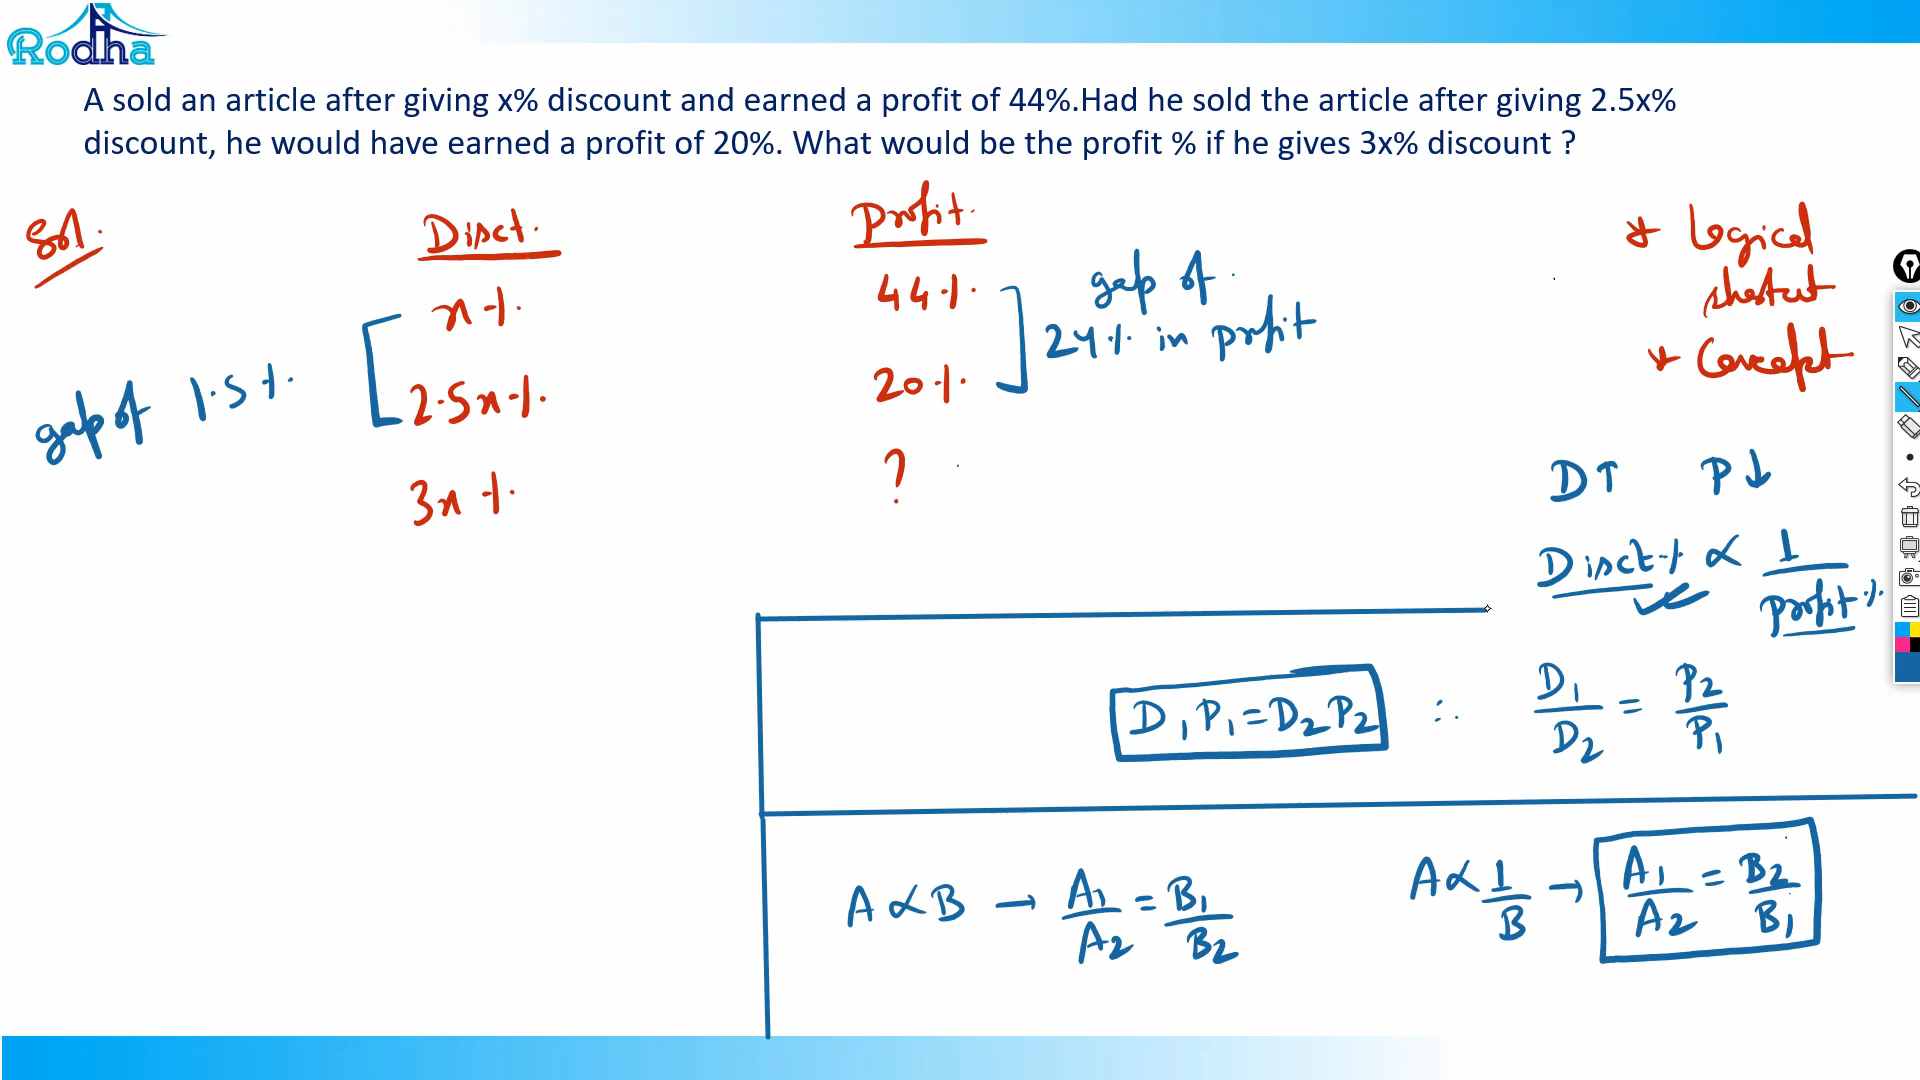 Rodha
A sold an article after giving x% discount and earned a profit of 44%.Had he sold the article after giving 2.5x%
discount, he would have earned a profit of 20%. What would be the profit % if he gives 3x% discount ?
Sol.
Disct.
Profit.
x %
44%
gap of
24% in profit
gap of 1.5%
2.5x%
20%
3x %
?
* Logical
shortcut
* Concept
D↑ P↓
Disct% ∝ 1/profit%
D₁P₁=D₂P₂ ∴ D₁/D₂ = P₂/P₁
A∝B → A₁/A₂ = B₁/B₂
A∝1/B → A₁/A₂ = B₂/B₁